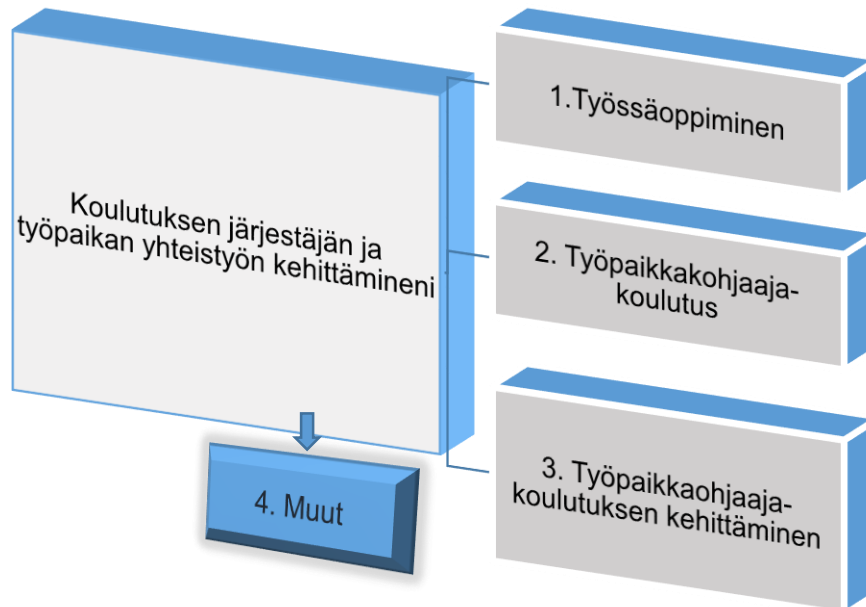 Koulutuksen järjestäjän ja
työpaikan yhteistyön kehittämineni
1.Työssäoppiminen
2. Työpaikkakohjaaja-
koulutus
3. Työpaikkaohjaaja-
koulutuksen kehittäminen
4. Muut